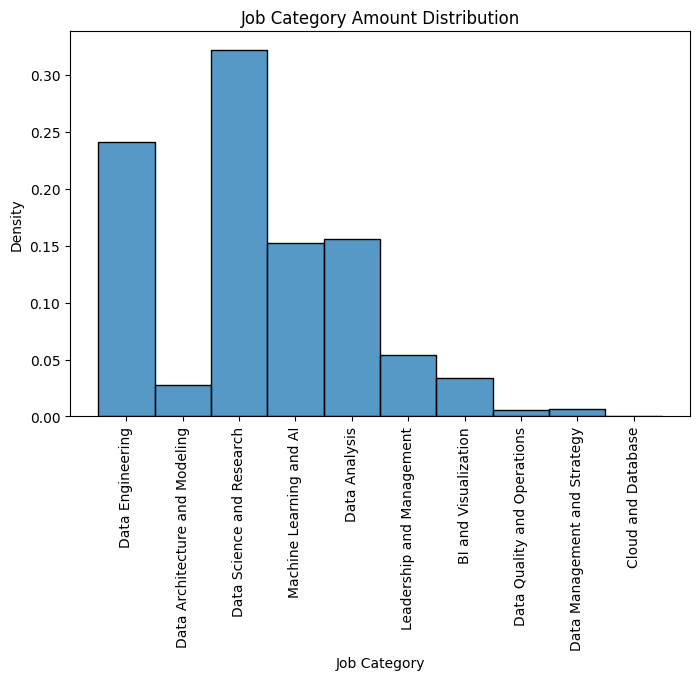 Job Category Amount Distribution
Density
0.30
0.25
0.20
0.15
0.10
0.05
0.00
Data Engineering
Data Architecture and Modeling
Data Science and Research
Machine Learning and AI
Data Analysis
Leadership and Management
BI and Visualization
Data Quality and Operations
Data Management and Strategy
Cloud and Database
Job Category